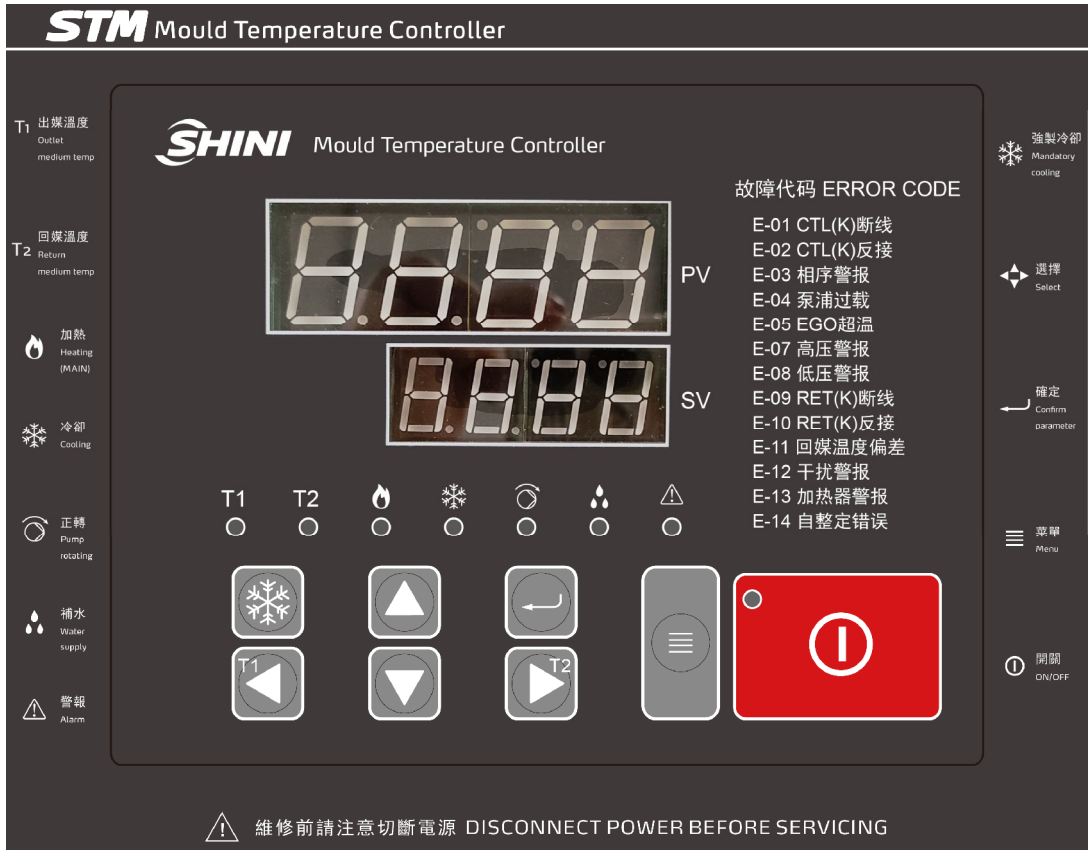 STM Mould Temperature Controller
T1 出媒溫度
Outlet
medium temp
T2 回媒溫度
Return
medium temp
加熱
Heating
(MAIN)
冷卻
Cooling
正轉
Pump
rotating
補水
Water
supply
警報
Alarm
SHINI Mould Temperature Controller
PV
SV
故障代码 ERROR CODE
E-01 CTL(K)断线
E-02 CTL(K)反接
E-03 相序警报
E-04 泵浦过载
E-05 EGO超温
E-07 高压警报
E-08 低压警报
E-09 RET(K)断线
E-10 RET(K)反接
E-11 回媒温度偏差
E-12 干扰警报
E-13 加热器警报
E-14 自整定错误
T1 T2
T1 T2
強製冷卻
Mandatory
cooling
選擇
Select
確定
Confirm
parameter
菜單
Menu
開關
ON/OFF
維修前請注意切斷電源 DISCONNECT POWER BEFORE SERVICING